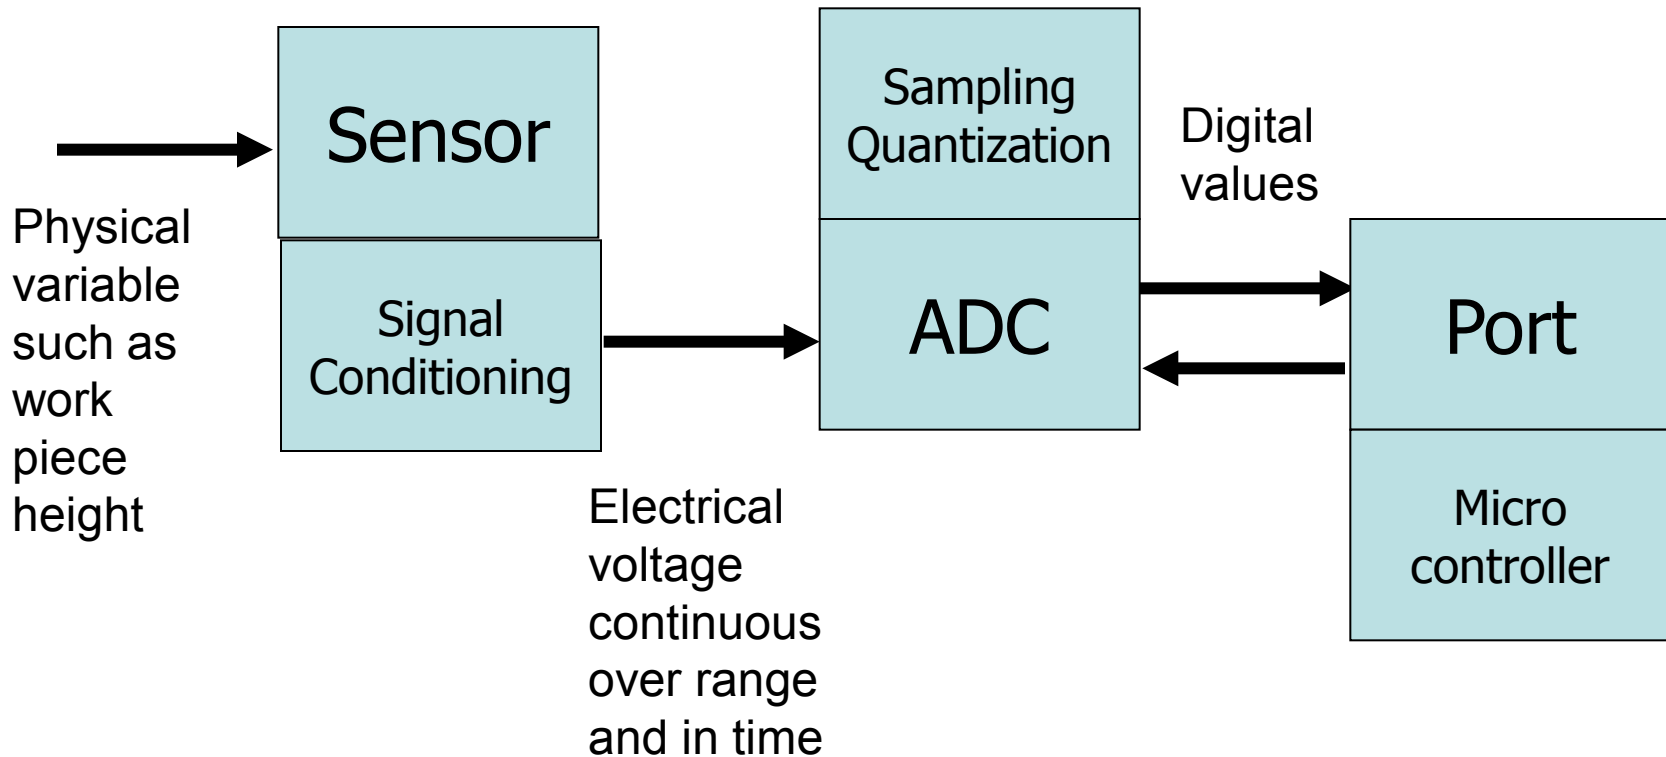 Physical
variable
such as
work
piece
height
Sensor
Signal
Conditioning
Electrical
voltage
continuous
over range
and in time
Sampling
Quantization
ADC
Digital
values
Port
Micro
controller